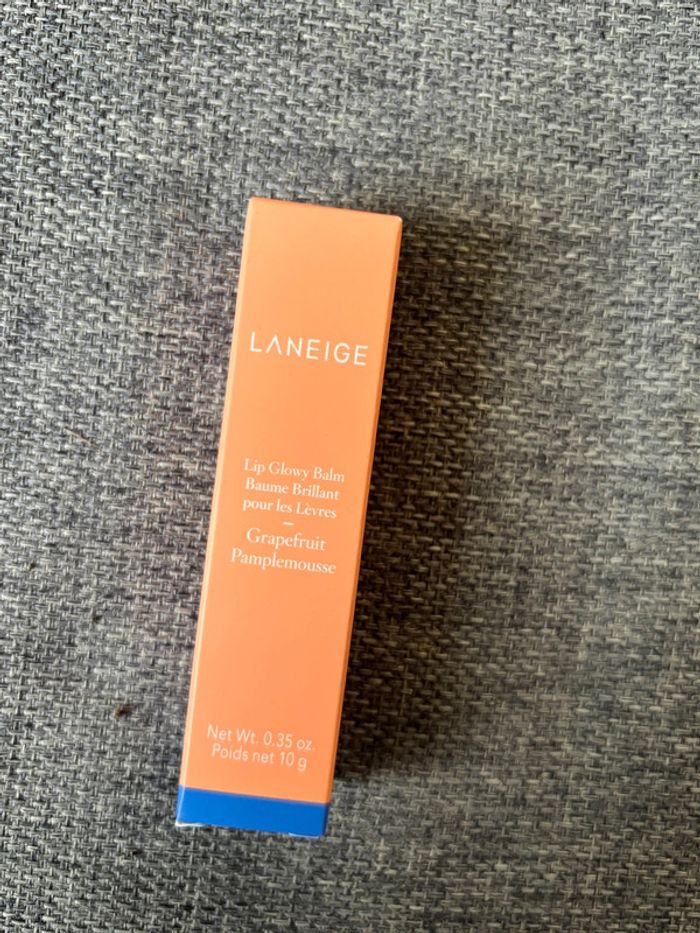 LANEIGE
Lip Glowy Balm
Baume Brillant
pour les Lèvres
–
Grapefruit
Pamplemousse
Net Wt. 0.35 oz.
Poids net 10 g